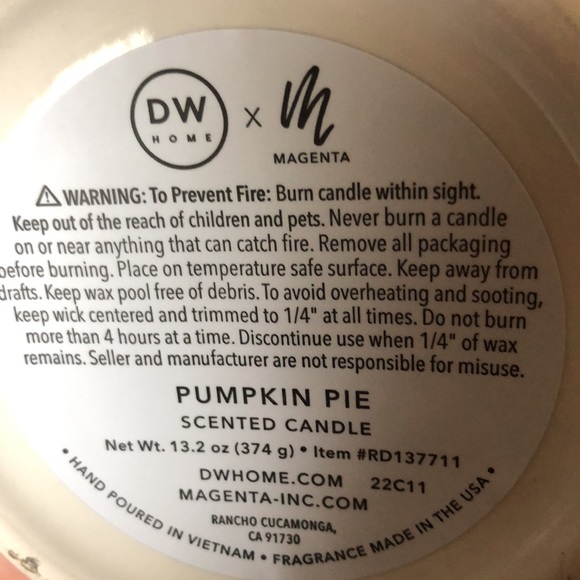 DW
HOME
x
M
MAGENTA
⚠WARNING: To Prevent Fire: Burn candle within sight.
Keep out of the reach of children and pets. Never burn a candle
on or near anything that can catch fire. Remove all packaging
before burning. Place on temperature safe surface. Keep away from
drafts. Keep wax pool free of debris. To avoid overheating and sooting,
keep wick centered and trimmed to 1/4" at all times. Do not burn
more than 4 hours at a time. Discontinue use when 1/4" of wax
remains. Seller and manufacturer are not responsible for misuse.
PUMPKIN PIE
SCENTED CANDLE
Net Wt. 13.2 oz (374 g) • Item #RD137711
DWHOME.COM 22C11
MAGENTA-INC.COM
RANCHO CUCAMONGA,
CA 91730
• HAND POURED IN VIETNAM • FRAGRANCE MADE IN THE USA •